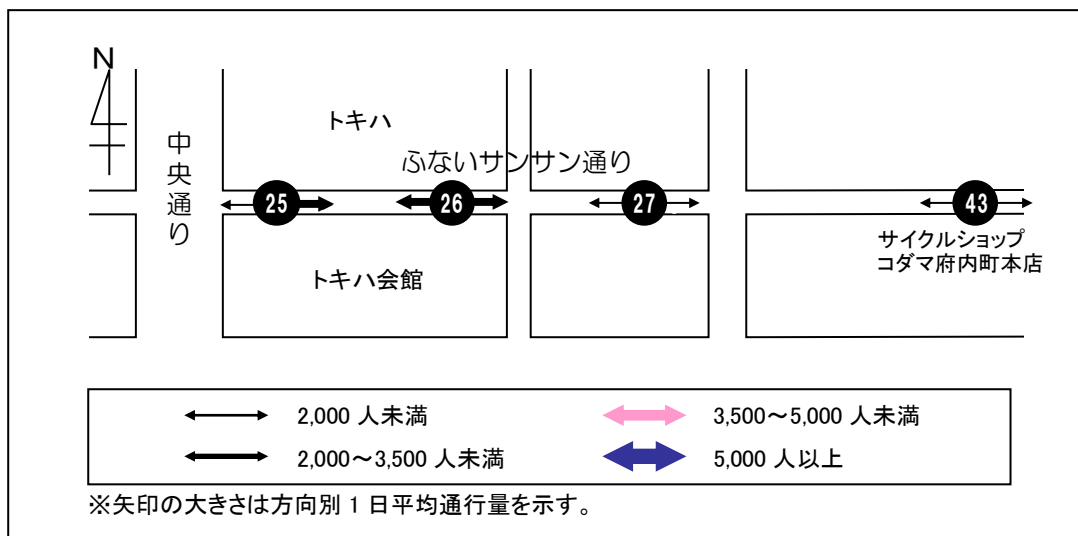 N
トキハ
中央通り
ふないサンサン通り
25
26
27
43
サイクルショップ
コダマ府内町本店
トキハ会館
2,000 人未満
3,500～5,000 人未満
2,000～3,500 人未満
5,000 人以上
※矢印の大きさは方向別 1 日平均通行量を示す。